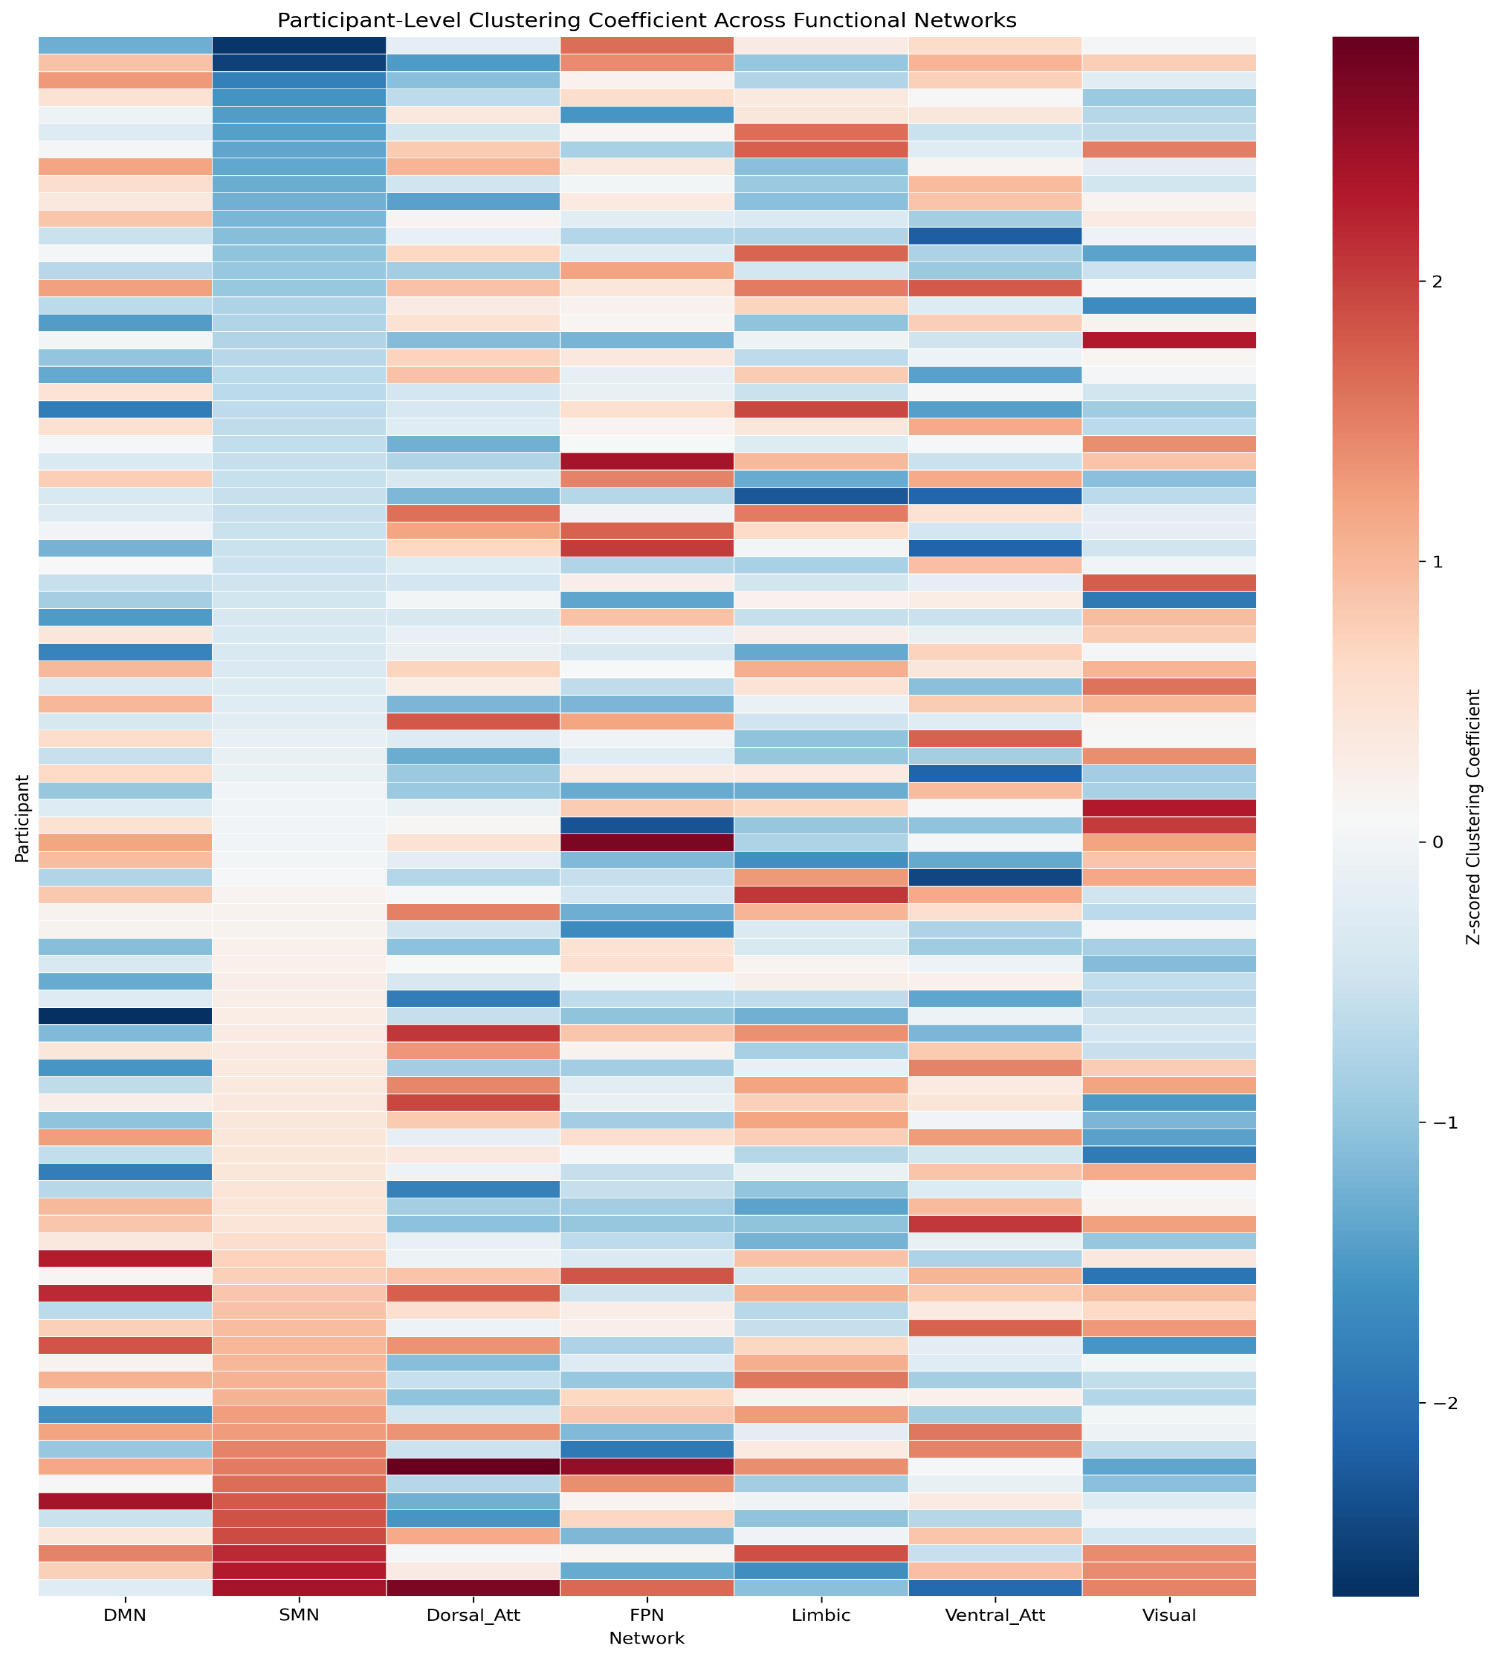 Participant-Level Clustering Coefficient Across Functional Networks
Participant
DMN
SMN
Dorsal_Att
FPN
Limbic
Ventral_Att
Visual
Network
2
1
0
−1
−2
Z-scored Clustering Coefficient